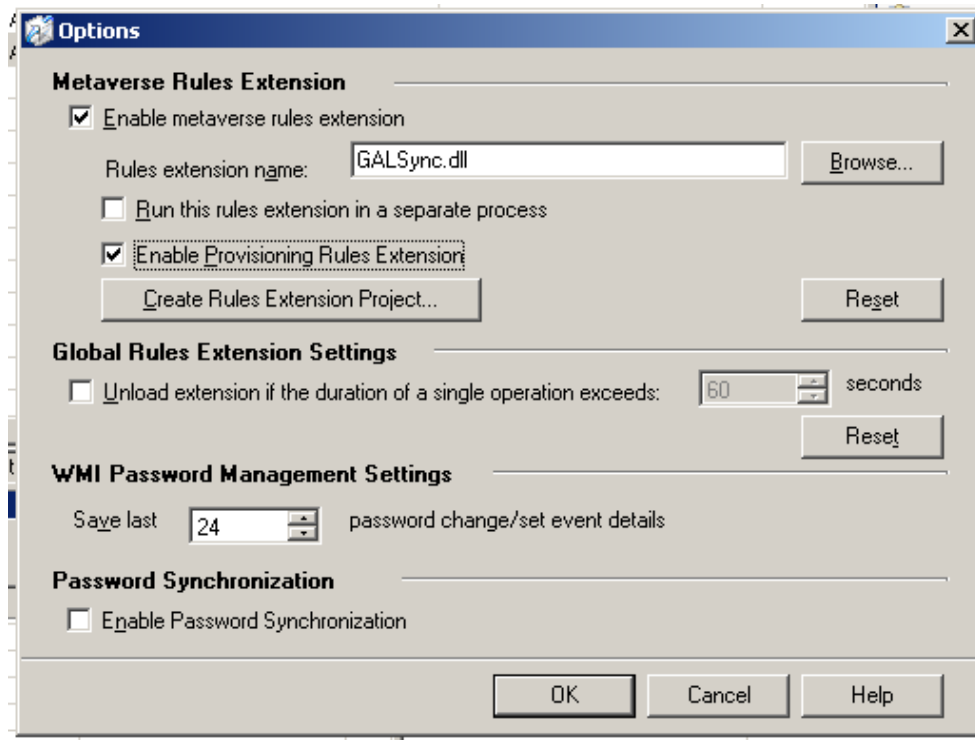 Options
Metaverse Rules Extension
Enable metaverse rules extension
Rules extension name: GALSync.dll Browse...
Run this rules extension in a separate process
Enable Provisioning Rules Extension
Create Rules Extension Project... Reset
Global Rules Extension Settings
Unload extension if the duration of a single operation exceeds: 60 seconds
Reset
WMI Password Management Settings
Save last 24 password change/set event details
Password Synchronization
Enable Password Synchronization
OK Cancel Help